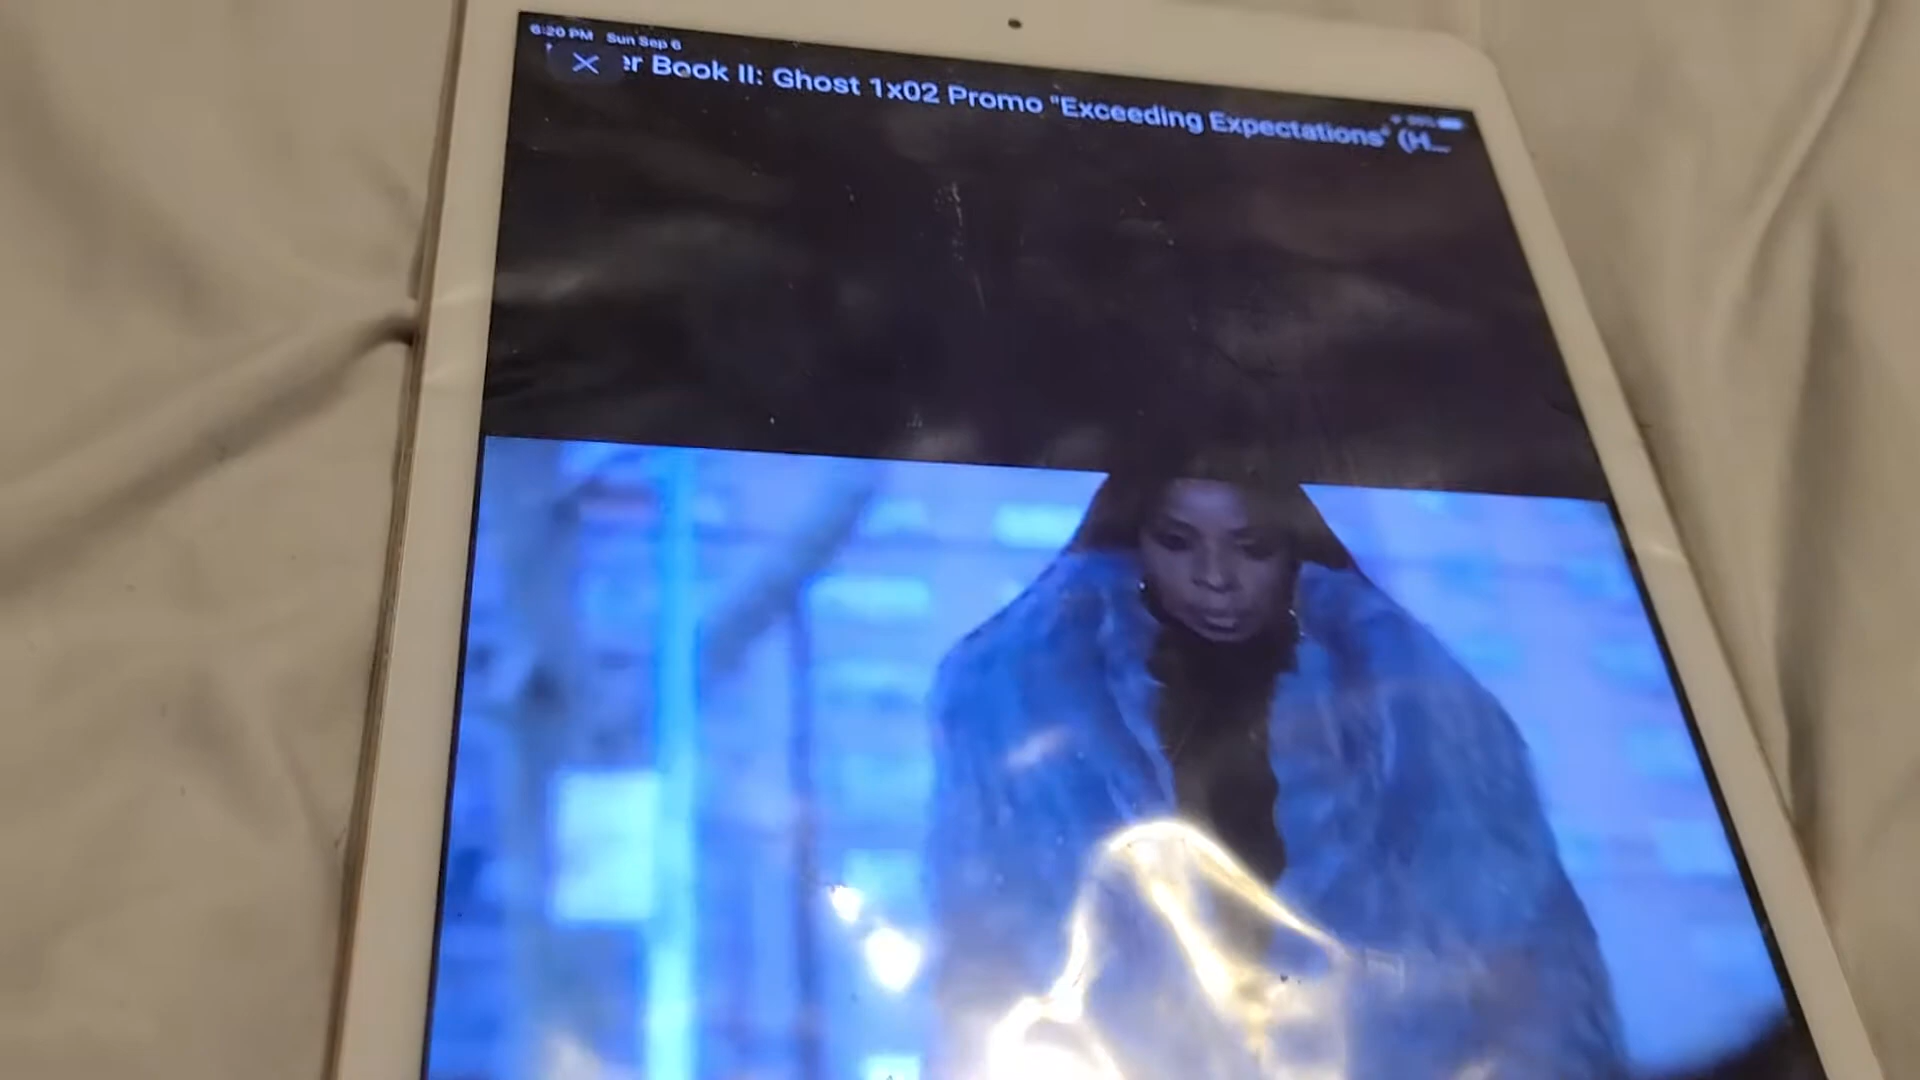 6:20 PM Sun Sep 6
er Book II: Ghost 1x02 Promo "Exceeding Expectations" (H...